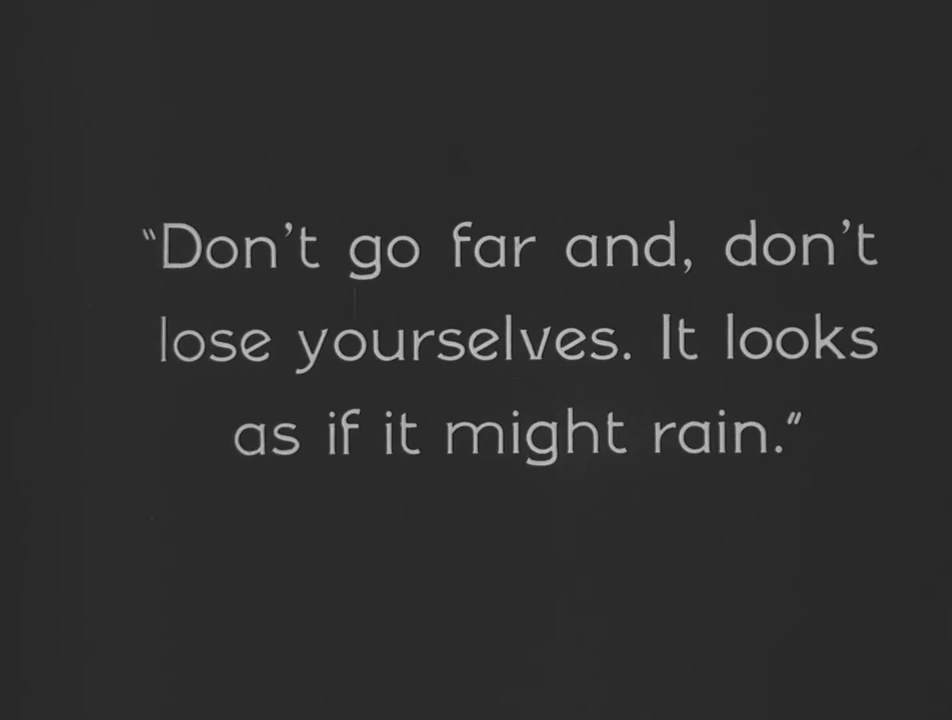 "Don't go far and, don't
lose yourselves. It looks
as if it might rain."